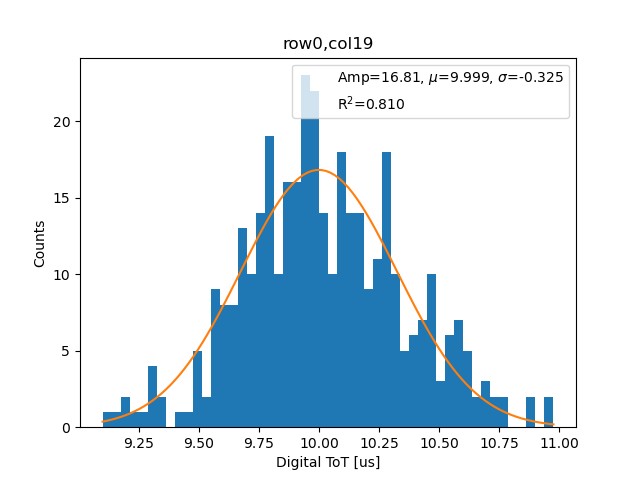 row0,col19
Amp=16.81, μ=9.999, σ=-0.325
R²=0.810
20
15
10
5
0
Counts
9.25 9.50 9.75 10.00 10.25 10.50 10.75 11.00
Digital ToT [us]